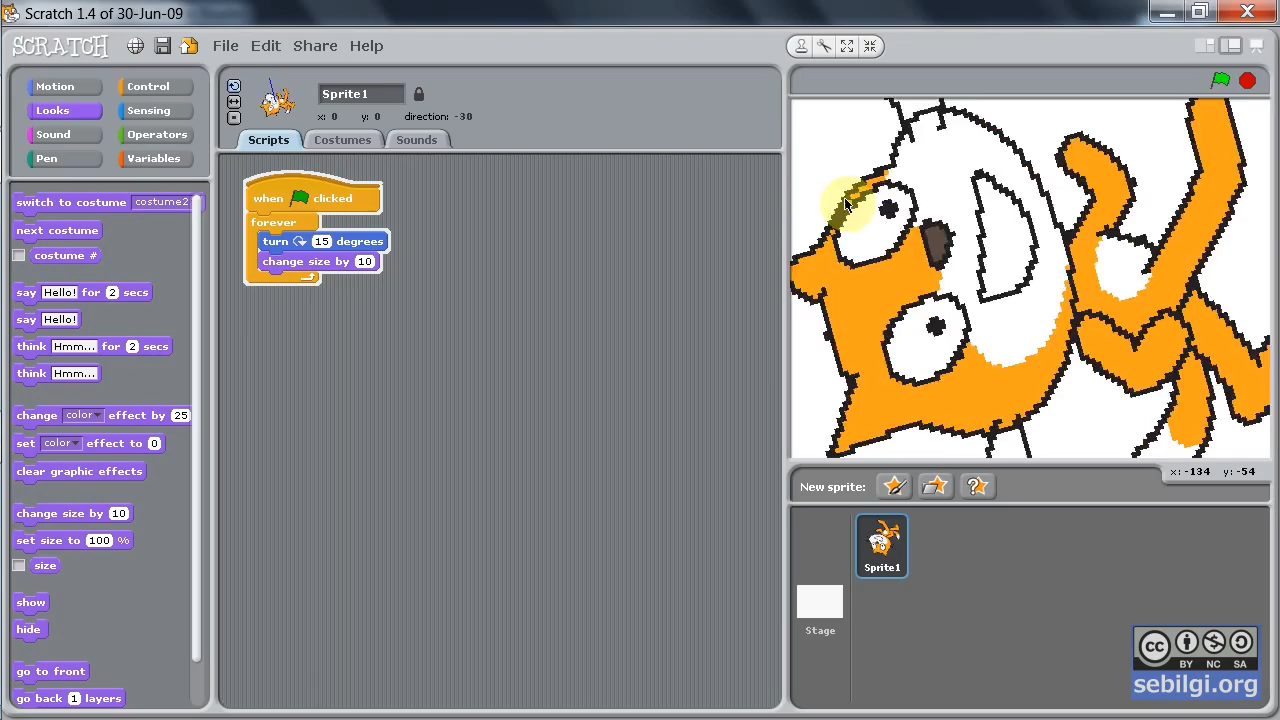 Scratch 1.4 of 30-Jun-09
SCRATCH File Edit Share Help
Motion Control
Looks Sensing
Sound Operators
Pen Variables
switch to costume costume2
next costume
costume #
say Hello! for 2 secs
say Hello!
think Hmm... for 2 secs
think Hmm...
change color effect by 25
set color effect to 0
clear graphic effects
change size by 10
set size to 100 %
size
show
hide
go to front
go back 1 layers
Sprite1
x: 0 y: 0 direction: -30
Scripts Costumes Sounds
when clicked
forever
turn 15 degrees
change size by 10
x: -134 y: -54
New sprite:
Sprite1
Stage
cc
BY NC SA
sebilgi.org